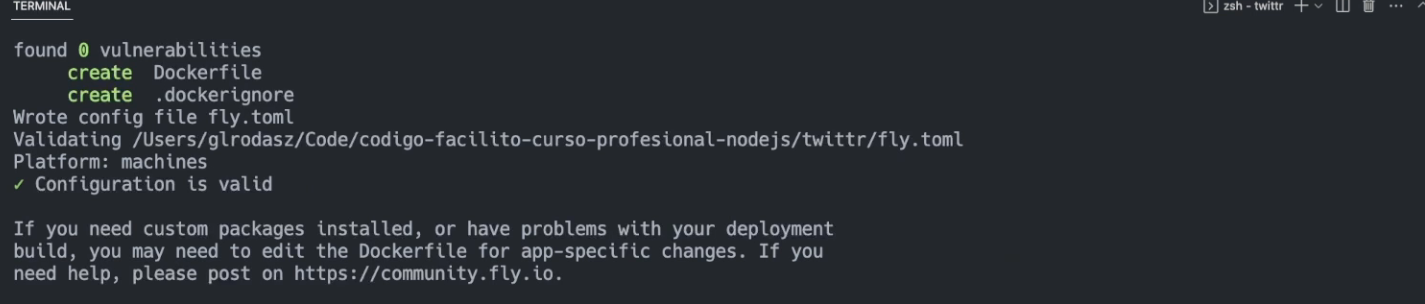 TERMINAL
zsh - twittr
found 0 vulnerabilities
create Dockerfile
create .dockerignore
Wrote config file fly.toml
Validating /Users/glrodasz/Code/codigo-facilito-curso-profesional-nodejs/twittr/fly.toml
Platform: machines
✓ Configuration is valid
If you need custom packages installed, or have problems with your deployment
build, you may need to edit the Dockerfile for app-specific changes. If you
need help, please post on https://community.fly.io.